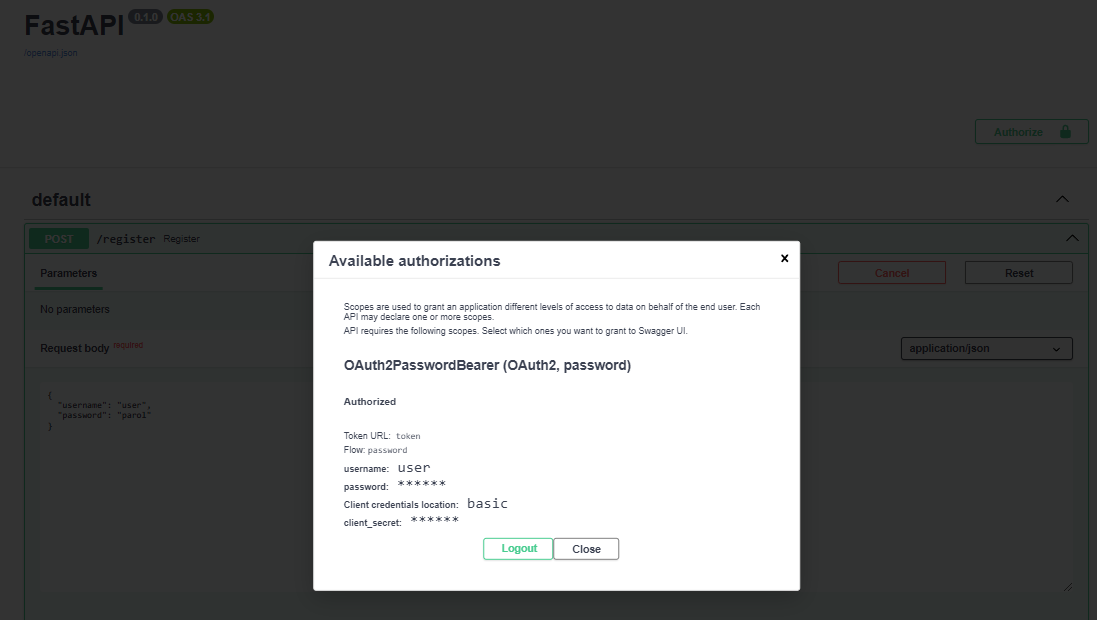 FastAPI 0.1.0 OAS 3.1
/openapi.json
Authorize
default
POST /register Register
Parameters
Cancel Reset
No parameters
Request body required
application/json
{
"username": "user",
"password": "parol"
}
Available authorizations x
Scopes are used to grant an application different levels of access to data on behalf of the end user. Each
API may declare one or more scopes.
API requires the following scopes. Select which ones you want to grant to Swagger UI.
OAuth2PasswordBearer (OAuth2, password)
Authorized
Token URL: token
Flow: password
username: user
password: ******
Client credentials location: basic
client_secret: ******
Logout Close